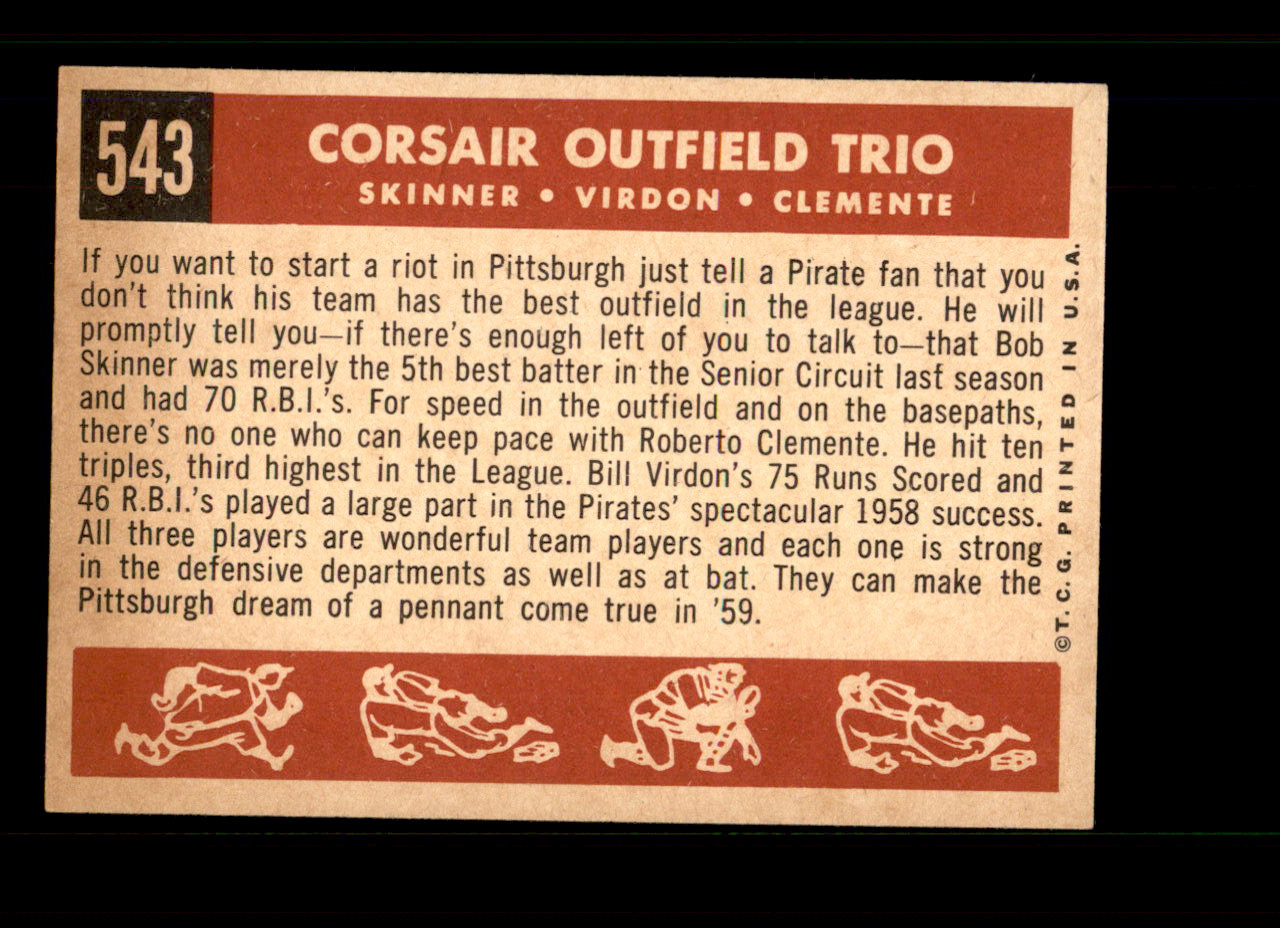 543
CORSAIR OUTFIELD TRIO
SKINNER • VIRDON • CLEMENTE
If you want to start a riot in Pittsburgh just tell a Pirate fan that you
don't think his team has the best outfield in the league. He will
promptly tell you—if there's enough left of you to talk to—that Bob
Skinner was merely the 5th best batter in the Senior Circuit last season
and had 70 R.B.I.'s. For speed in the outfield and on the basepaths,
there's no one who can keep pace with Roberto Clemente. He hit ten
triples, third highest in the League. Bill Virdon's 75 Runs Scored and
46 R.B.I.'s played a large part in the Pirates' spectacular 1958 success.
All three players are wonderful team players and each one is strong
in the defensive departments as well as at bat. They can make the
Pittsburgh dream of a pennant come true in '59.
©T. C. G. PRINTED IN U.S.A.